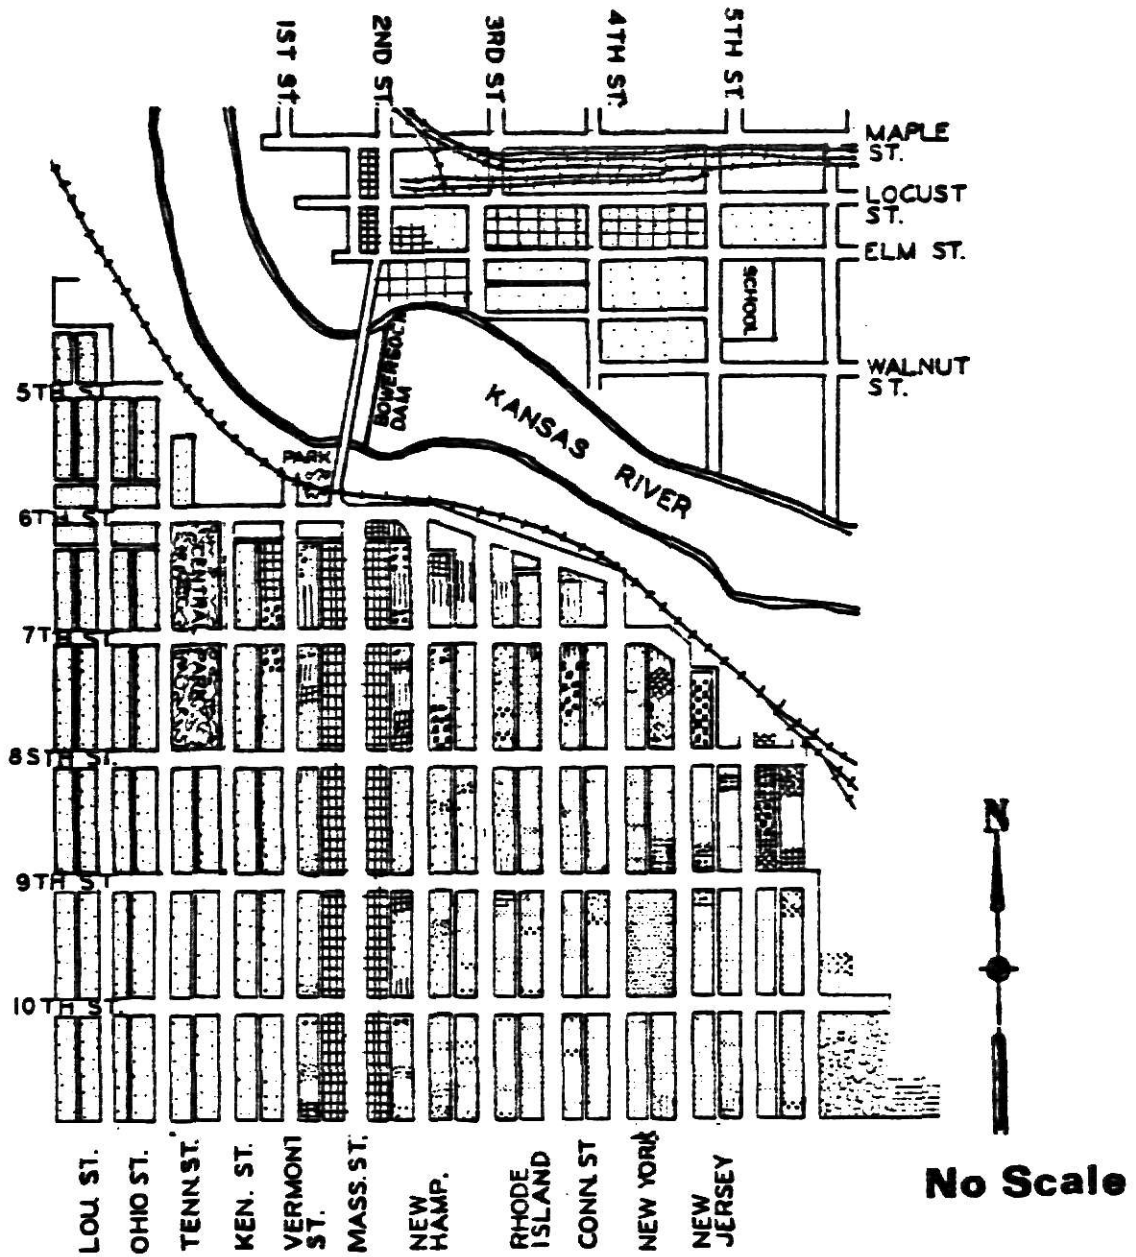 1ST St.
2ND ST.
3RD ST
4TH ST.
5TH ST.
MAPLE
ST.
LOCUST
ST.
ELM ST.
SCHOOL
WALNUT
ST.
BOWERSOCK
DAM
KANSAS RIVER
PARK
5TH ST
6TH ST
CENTRAL PARK
7TH ST
8STH ST.
9TH ST
10TH ST.
N
LOU. ST.
OHIO ST.
TENN. ST.
KEN. ST.
VERMONT
ST.
MASS. ST.
NEW
HAMP.
RHODE
ISLAND
CONN. ST
NEW YORK
NEW
JERSEY
No Scale